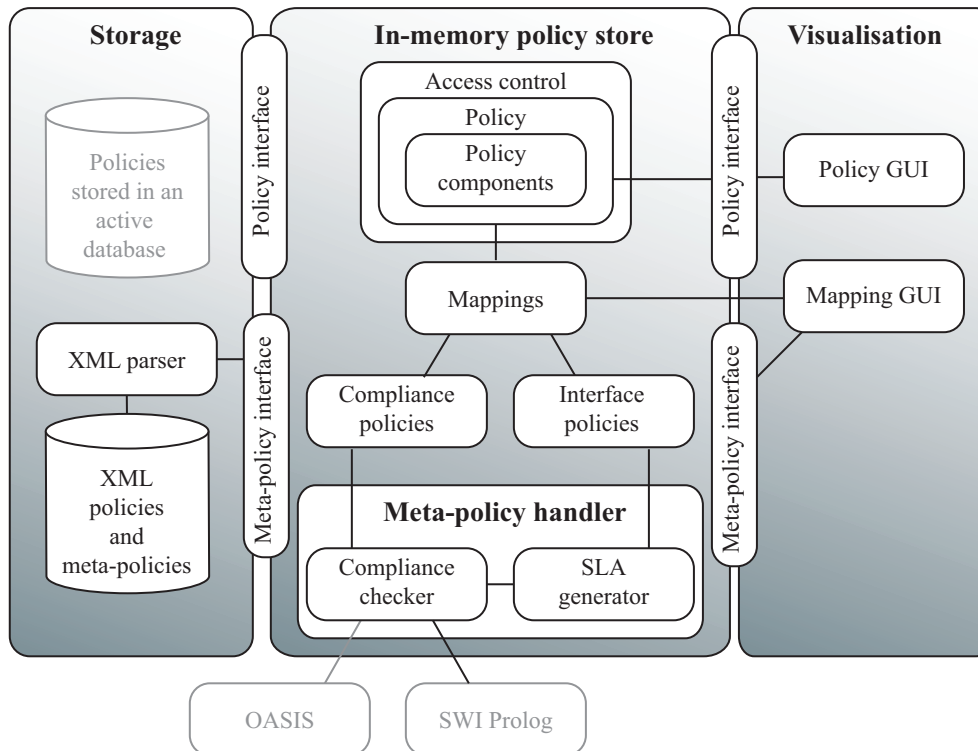 Storage
In-memory policy store
Visualisation
Access control
Policy
Policy
components
Policies
stored in an
active
database
Policy interface
Policy interface
Policy GUI
Mappings
Mapping GUI
XML parser
Meta-policy interface
Compliance
policies
Interface
policies
Meta-policy interface
XML
policies
and
meta-policies
Meta-policy handler
Compliance
checker
SLA
generator
OASIS
SWI Prolog